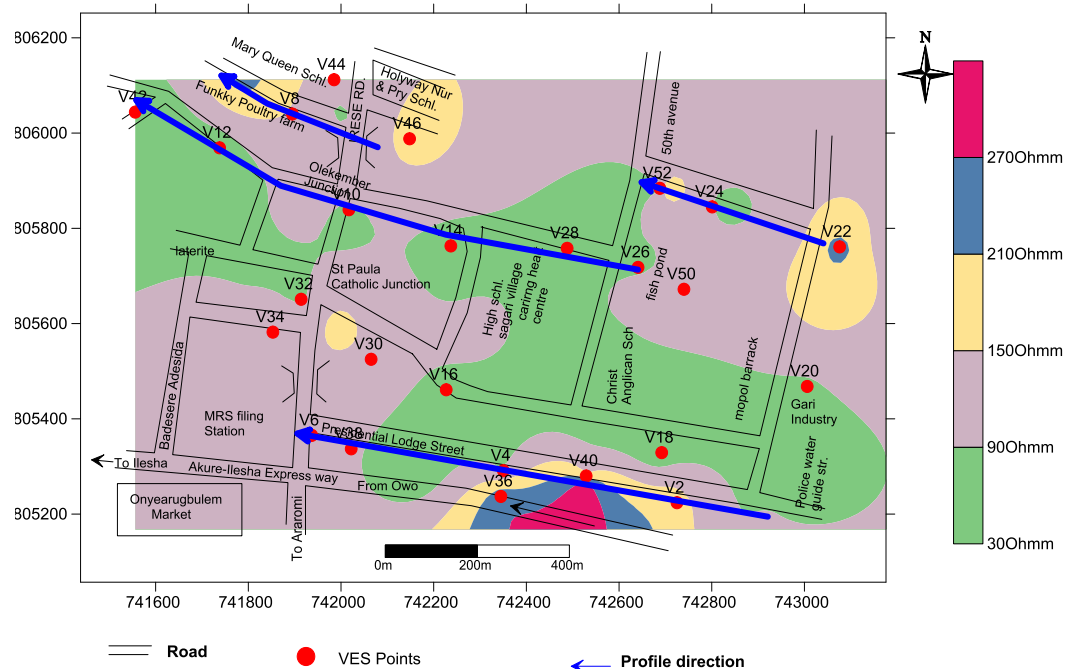 806200
806000
805800
805600
805400
805200
741600
741800
742000
742200
742400
742600
742800
743000
N
270Ohmm
210Ohmm
150Ohmm
90Ohmm
30Ohmm
Mary Queen Schl.
V44
Holyway Nur
& Pry Schl.
Funkky Poultry farm
V8
RESE RD.
V46
50th avenue
V42
V12
Olekember
Junction
V10
V52
V24
V14
V28
V22
V26
laterite
St Paula
Catholic Junction
High schl.
sagari village
caring heart
centre
fish pond
V50
V32
V34
V30
V16
Badesere Adesida
Christ
Anglican Sch
mopol barrack
V20
Gari
Industry
MRS filing
Station
V6
V38
Presidential Lodge Street
V18
V4
V40
V36
V2
Police water
guide str.
To Ilesha
Akure-Ilesha Express way
From Owo
Onyearugbulem
Market
To Araromi
0m
200m
400m
Road
VES Points
Profile direction